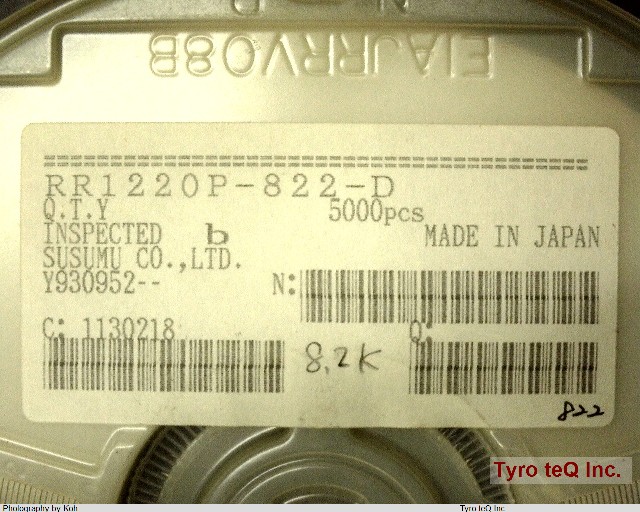 EIAJRRV08B
RR1220P-822-D
Q.T.Y 5000pcs
INSPECTED b MADE IN JAPAN
SUSUMU CO.,LTD.
Y930952-- N:
C: 1130218 Q:
8.2K
822
Tyro teQ Inc.
Photography by Koh Tyro teQ Inc